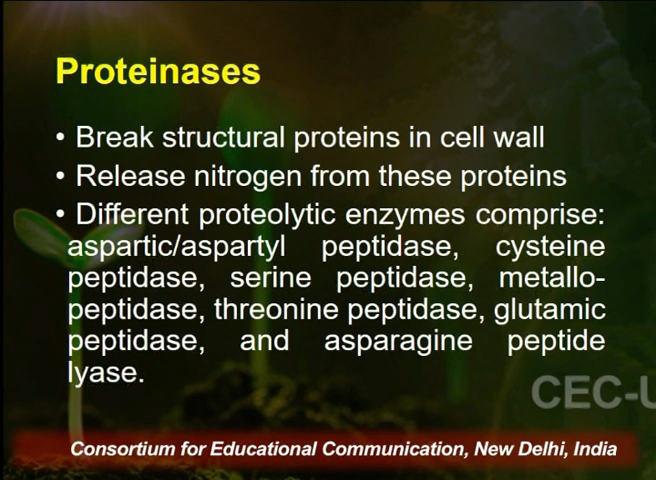 Proteinases
• Break structural proteins in cell wall
• Release nitrogen from these proteins
• Different proteolytic enzymes comprise:
aspartic/aspartyl peptidase, cysteine
peptidase, serine peptidase, metallo-
peptidase, threonine peptidase, glutamic
peptidase, and asparagine peptide
lyase.
CEC-U
Consortium for Educational Communication, New Delhi, India